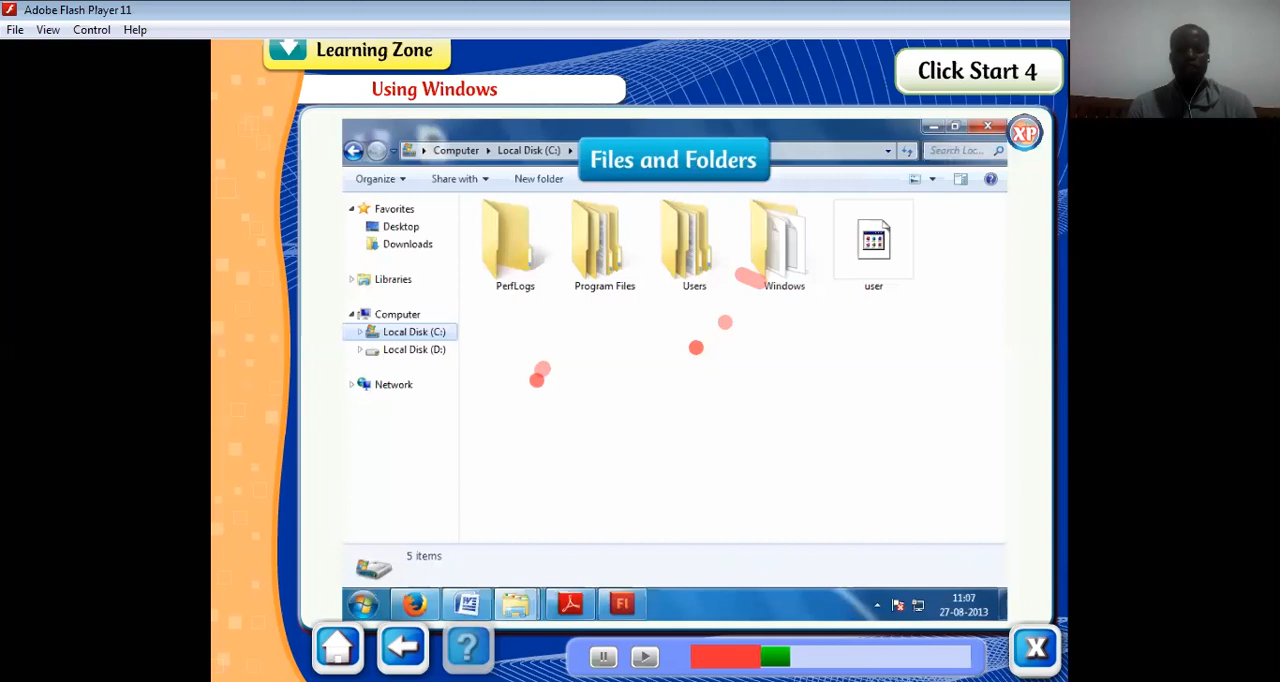 Adobe Flash Player 11
File View Control Help
Learning Zone
Using Windows
Click Start 4
XP
Computer Local Disk (C:)
Files and Folders
Search Loc...
Organize Share with New folder
Favorites
Desktop
Downloads
Libraries
Computer
Local Disk (C:)
Local Disk (D:)
Network
PerfLogs Program Files Users Windows user
5 items
W Fl
11:07
27-08-2013
?
X